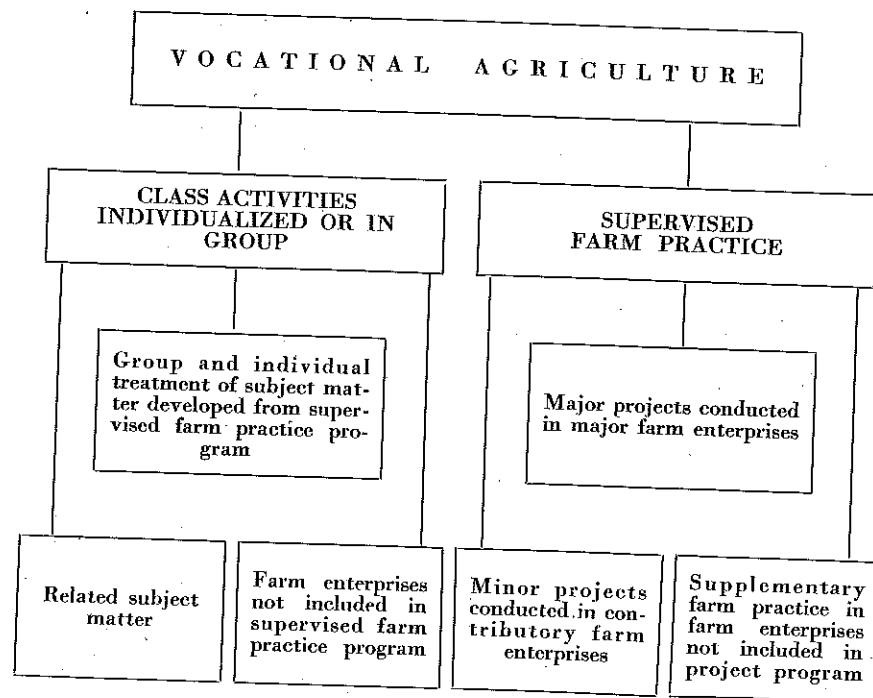 VOCATIONAL AGRICULTURE
CLASS ACTIVITIES
INDIVIDUALIZED OR IN
GROUP
SUPERVISED
FARM PRACTICE
Group and individual
treatment of subject mat-
ter developed from super-
vised farm practice pro-
gram
Major projects conducted
in major farm enterprises
Related subject
matter
Farm enterprises
not included in
supervised farm
practice program
Minor projects
conducted in con-
tributory farm
enterprises
Supplementary
farm practice in
farm enterprises
not included in
project program